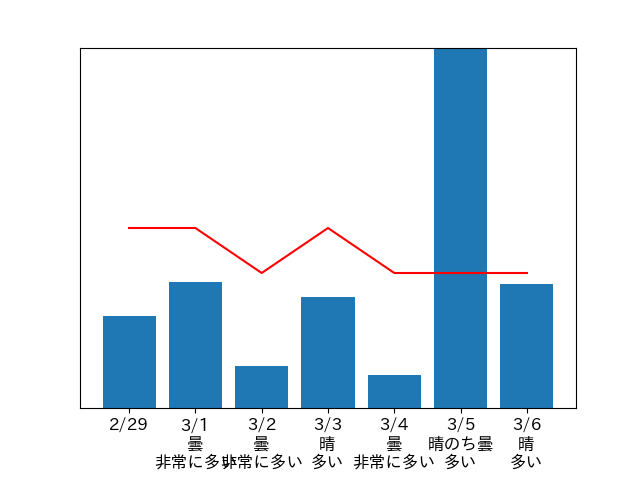 2/29 3/1 3/2 3/3 3/4 3/5 3/6
曇 曇 晴 曇 晴のち曇 晴
非常に多い 非常に多い 多い 非常に多い 多い 多い